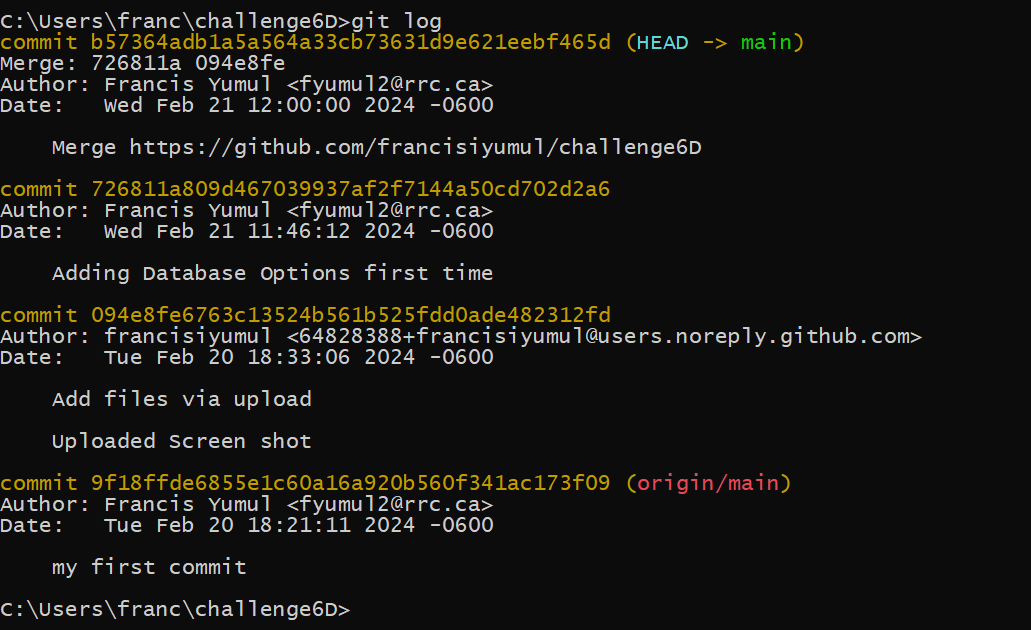 C:\Users\franc\challenge6D>git log
commit b57364adb1a5a564a33cb73631d9e621eebf465d (HEAD -> main)
Merge: 726811a 094e8fe
Author: Francis Yumul <fyumul2@rrc.ca>
Date:   Wed Feb 21 12:00:00 2024 -0600

    Merge https://github.com/francisiyumul/challenge6D

commit 726811a809d467039937af2f7144a50cd702d2a6
Author: Francis Yumul <fyumul2@rrc.ca>
Date:   Wed Feb 21 11:46:12 2024 -0600

    Adding Database Options first time

commit 094e8fe6763c13524b561b525fdd0ade482312fd
Author: francisiyumul <64828388+francisiyumul@users.noreply.github.com>
Date:   Tue Feb 20 18:33:06 2024 -0600

    Add files via upload

    Uploaded Screen shot

commit 9f18ffde6855e1c60a16a920b560f341ac173f09 (origin/main)
Author: Francis Yumul <fyumul2@rrc.ca>
Date:   Tue Feb 20 18:21:11 2024 -0600

    my first commit

C:\Users\franc\challenge6D>